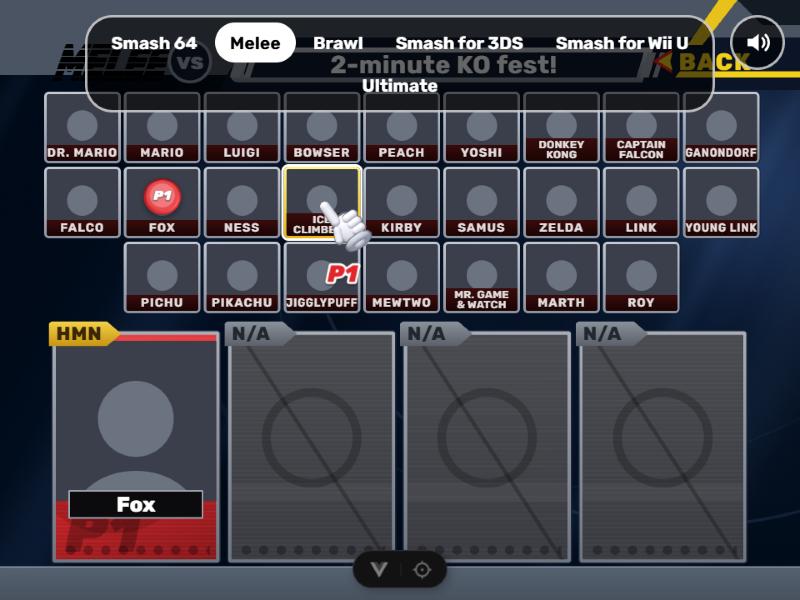 Smash 64 Melee Brawl Smash for 3DS Smash for Wii U
Ultimate
MELEE VS 2-minute KO fest! BACK
DR. MARIO MARIO LUIGI BOWSER PEACH YOSHI DONKEY KONG CAPTAIN FALCON GANONDORF
P1
FALCO FOX NESS ICE KIRBY SAMUS ZELDA LINK YOUNG LINK
P1
PICHU PIKACHU JIGGLYPUFF MEWTWO MR. GAME & WATCH MARTH ROY
HMN N/A N/A N/A
Fox
P1